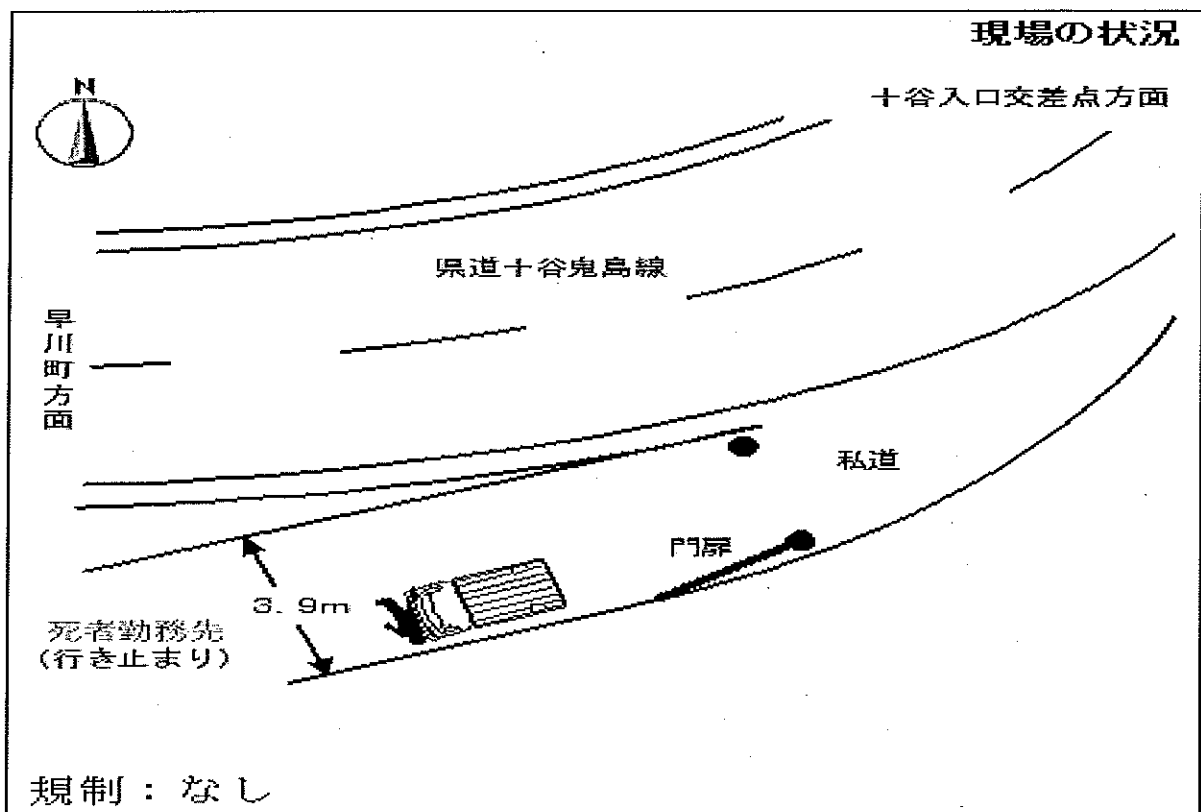 現場の状況
N
十谷入口交差点方面
県道十谷鬼島線
早川町方面
私道
門扉
3.9m
死者勤務先
(行き止まり)
規制：なし